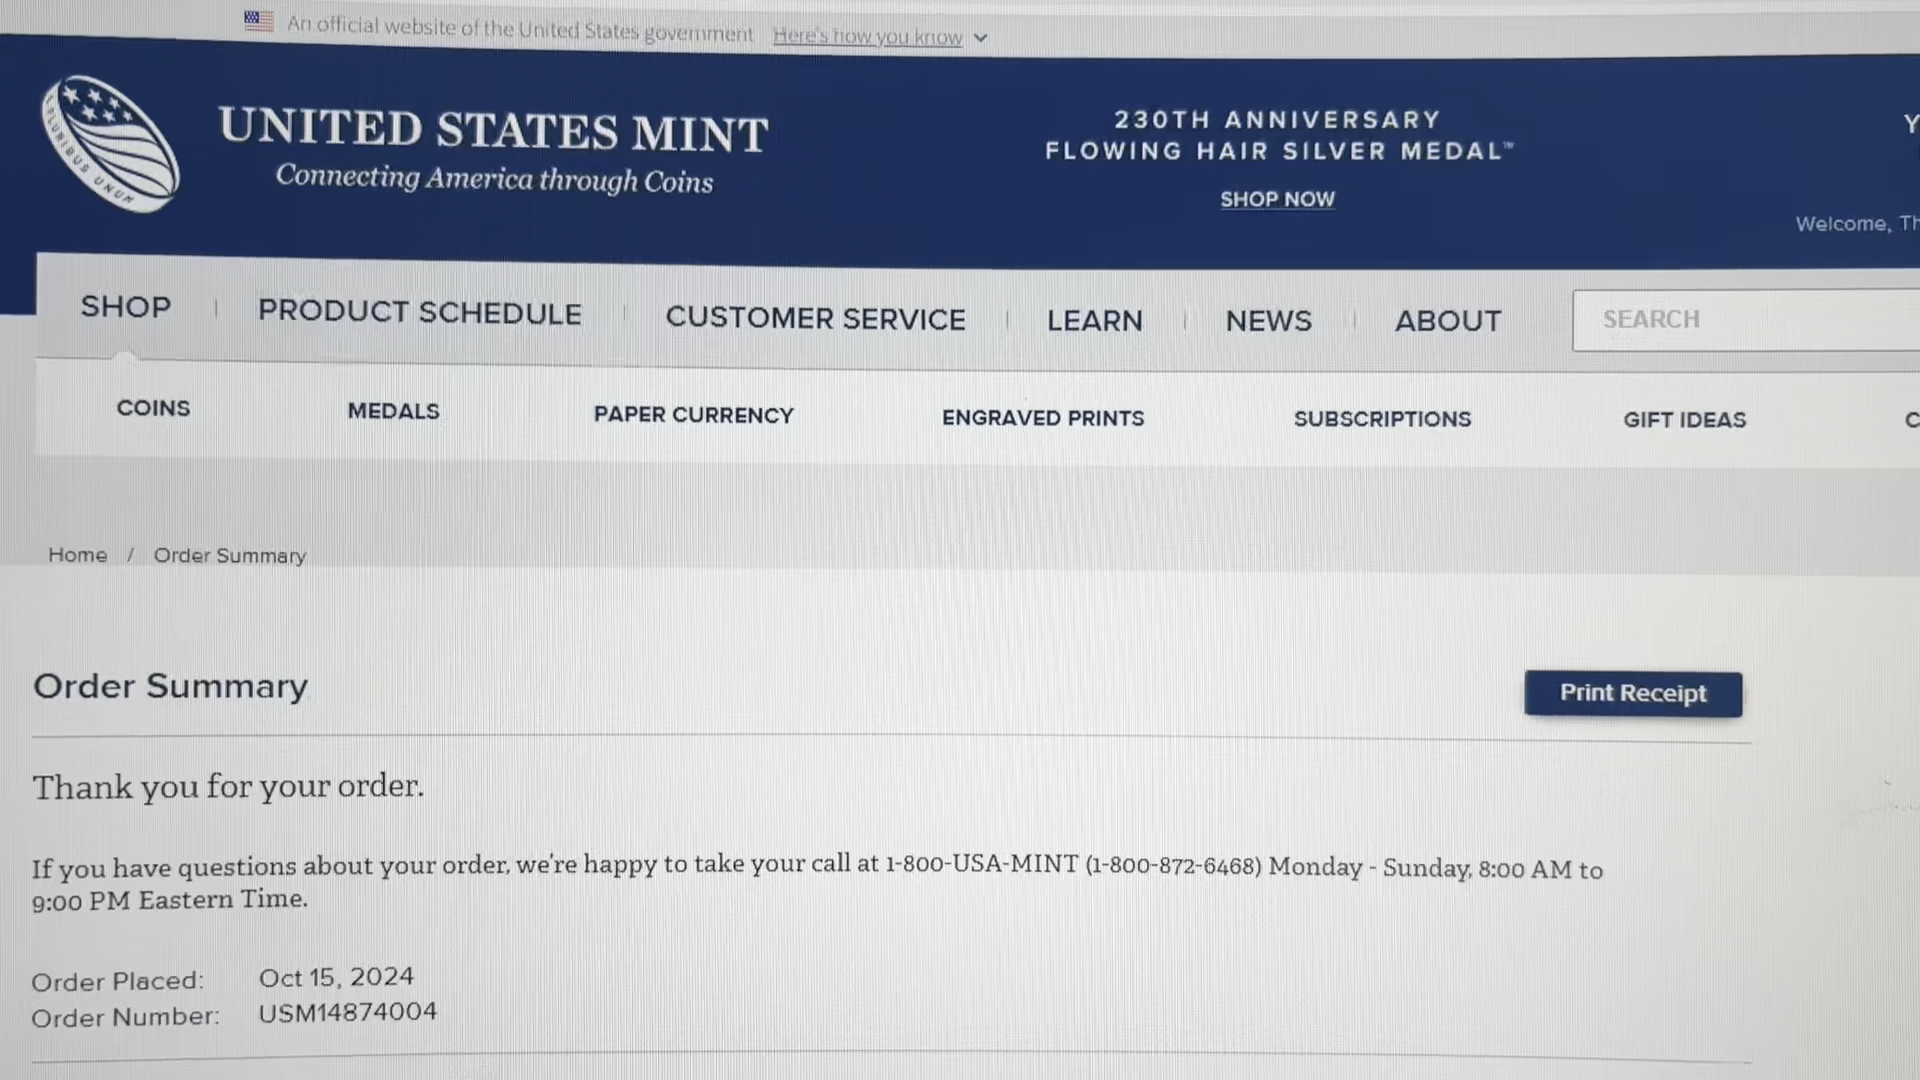 An official website of the United States government Here's how you know
E PLURIBUS UNUM
UNITED STATES MINT
Connecting America through Coins
230TH ANNIVERSARY
FLOWING HAIR SILVER MEDAL™
SHOP NOW
Welcome,
SHOP
PRODUCT SCHEDULE
CUSTOMER SERVICE
LEARN
NEWS
ABOUT
SEARCH
COINS
MEDALS
PAPER CURRENCY
ENGRAVED PRINTS
SUBSCRIPTIONS
GIFT IDEAS
Home / Order Summary
Order Summary
Print Receipt
Thank you for your order.
If you have questions about your order, we're happy to take your call at 1-800-USA-MINT (1-800-872-6468) Monday - Sunday, 8:00 AM to
9:00 PM Eastern Time.
Order Placed: Oct 15, 2024
Order Number: USM14874004